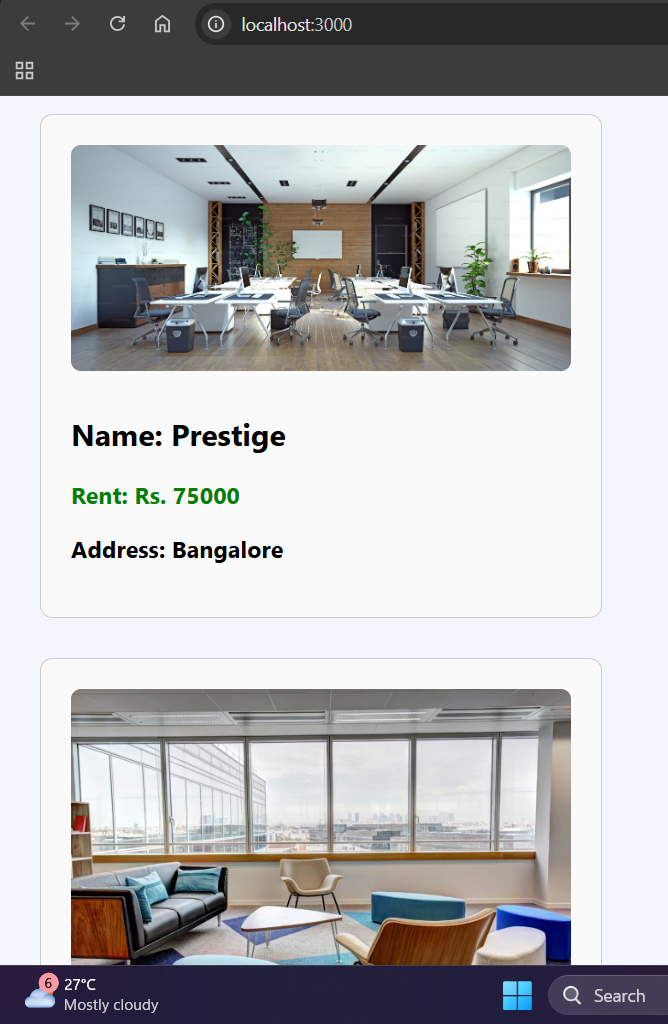 localhost:3000
Name: Prestige
Rent: Rs. 75000
Address: Bangalore
6
27°C
Mostly cloudy
Search